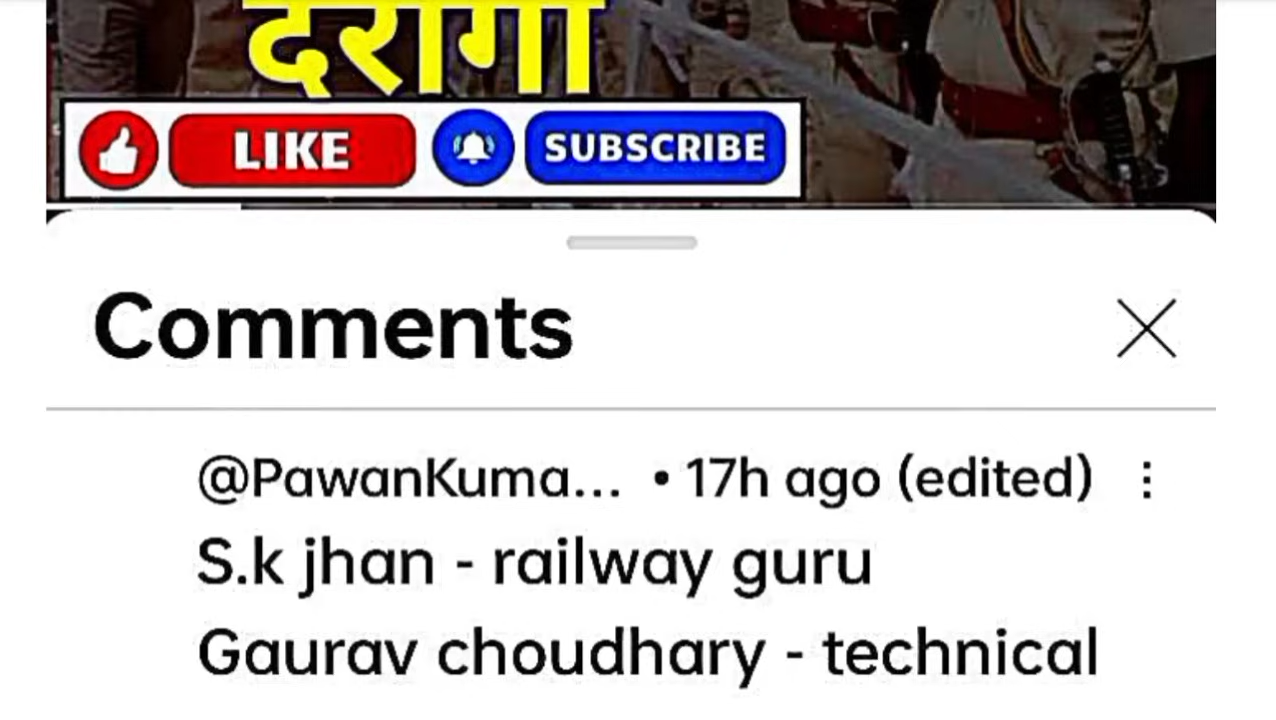 दरोगा
LIKE SUBSCRIBE
Comments
@PawanKuma... • 17h ago (edited)
S.k jhan - railway guru
Gaurav choudhary - technical